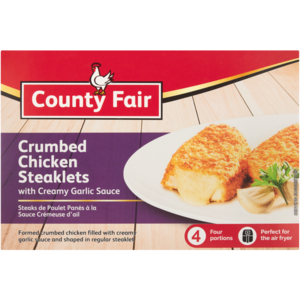 County Fair
Crumbed
Chicken
Steaklets
with Creamy Garlic Sauce
Steaks de Poulet Panés à la
Sauce Crémeuse d'ail
Formed crumbed chicken filled with creamy
garlic sauce and shaped in regular steaklet
4
Four
portions
Perfect for
the air fryer